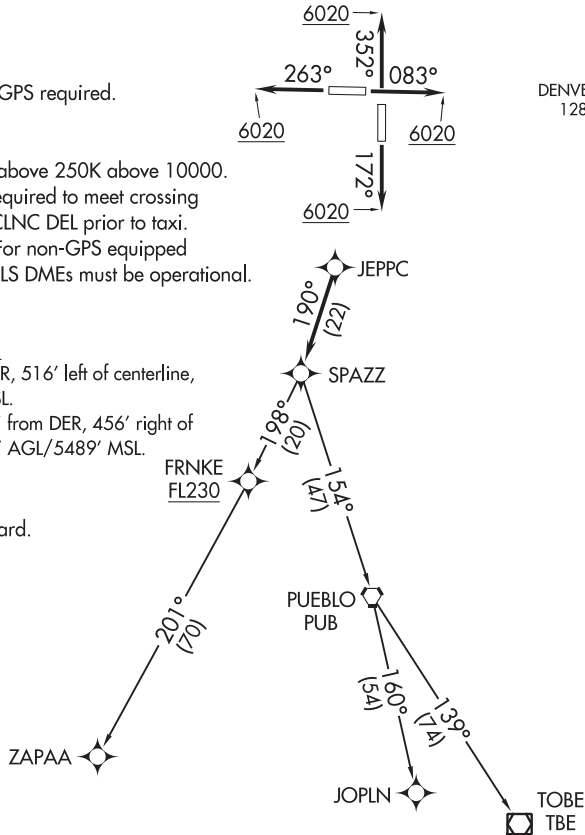 6020
352°
GPS required.
263°
083°
DENVE
128
6020
6020
above 250K above 10000.
equired to meet crossing
CLNC DEL prior to taxi.
172°
6020
For non-GPS equipped
LS DMEs must be operational.
JEPPC
190°
(22)
R, 516' left of centerline,
SL.
SPAZZ
' from DER, 456' right of
' AGL/5489' MSL.
198°
(20)
FRNKE
FL230
154°
(47)
ard.
PUEBLO
PUB
201°
(70)
160°
(54)
139°
(74)
ZAPAA
JOPLN
TOBE
TBE